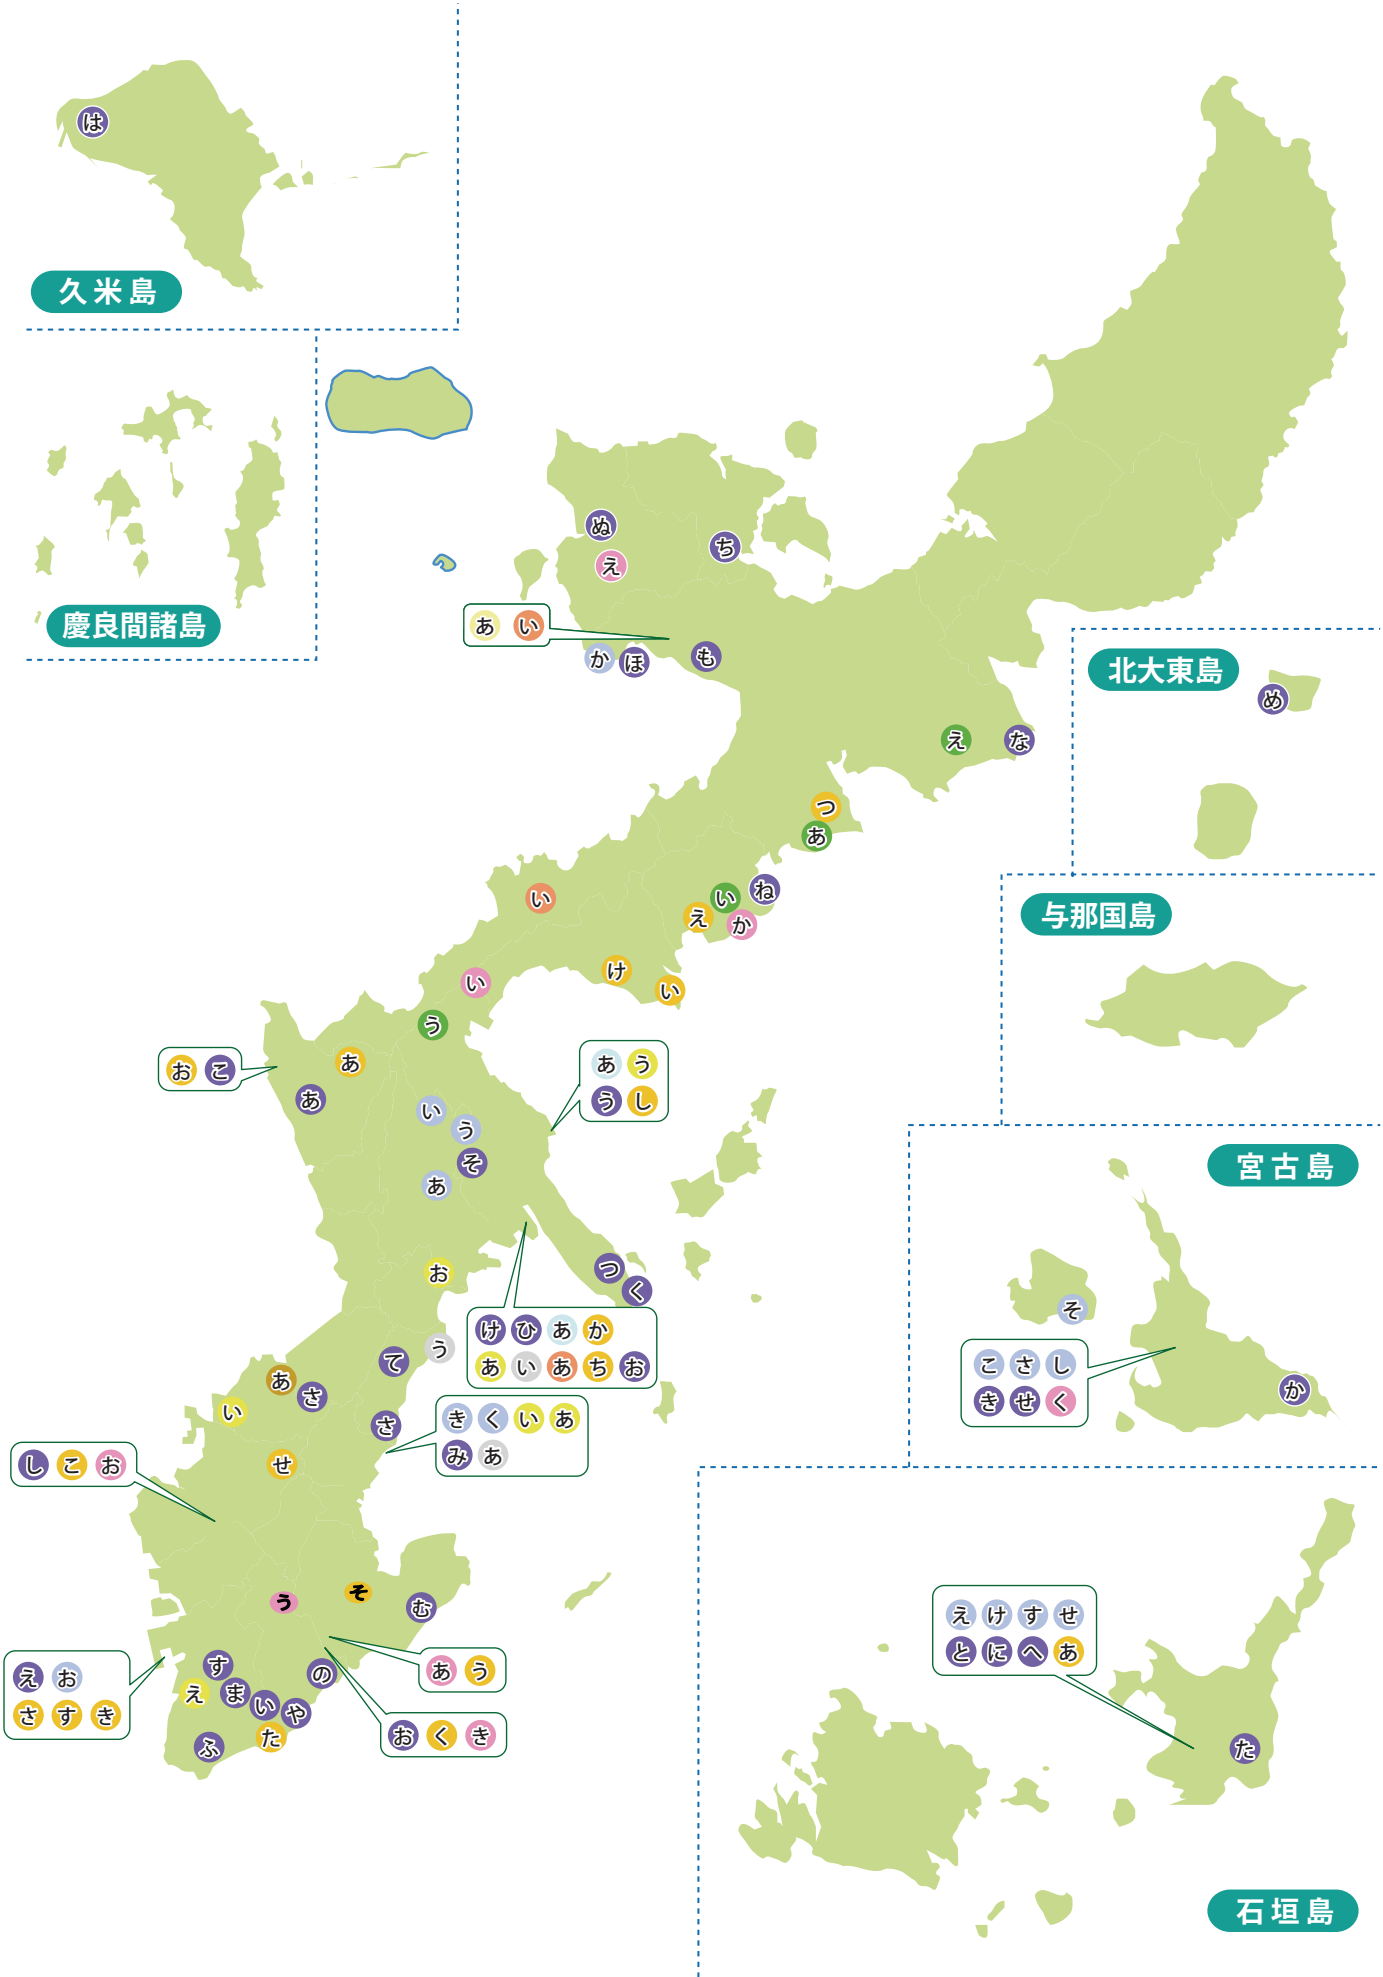 は
久米島
慶良間諸島
ぬ
ち
え
あ い
か ほ も
北大東島
め
え な
つ
あ
与那国島
い い ね
え か
け
い い
う
お こ あ
あ
あ う
う し
い
う
そ
あ
宮古島
お
つ
く
そ
け ひ あ か
あ い あ ち お
て う
こ さ し
き せ く
か
あ
さ
い
さ
き く い あ
み あ
し こ お
せ
う そ
む
え お
さ す き
す
え ま い や
の
ふ た
あ う
お く き
え け す せ
と に へ あ
た
石垣島